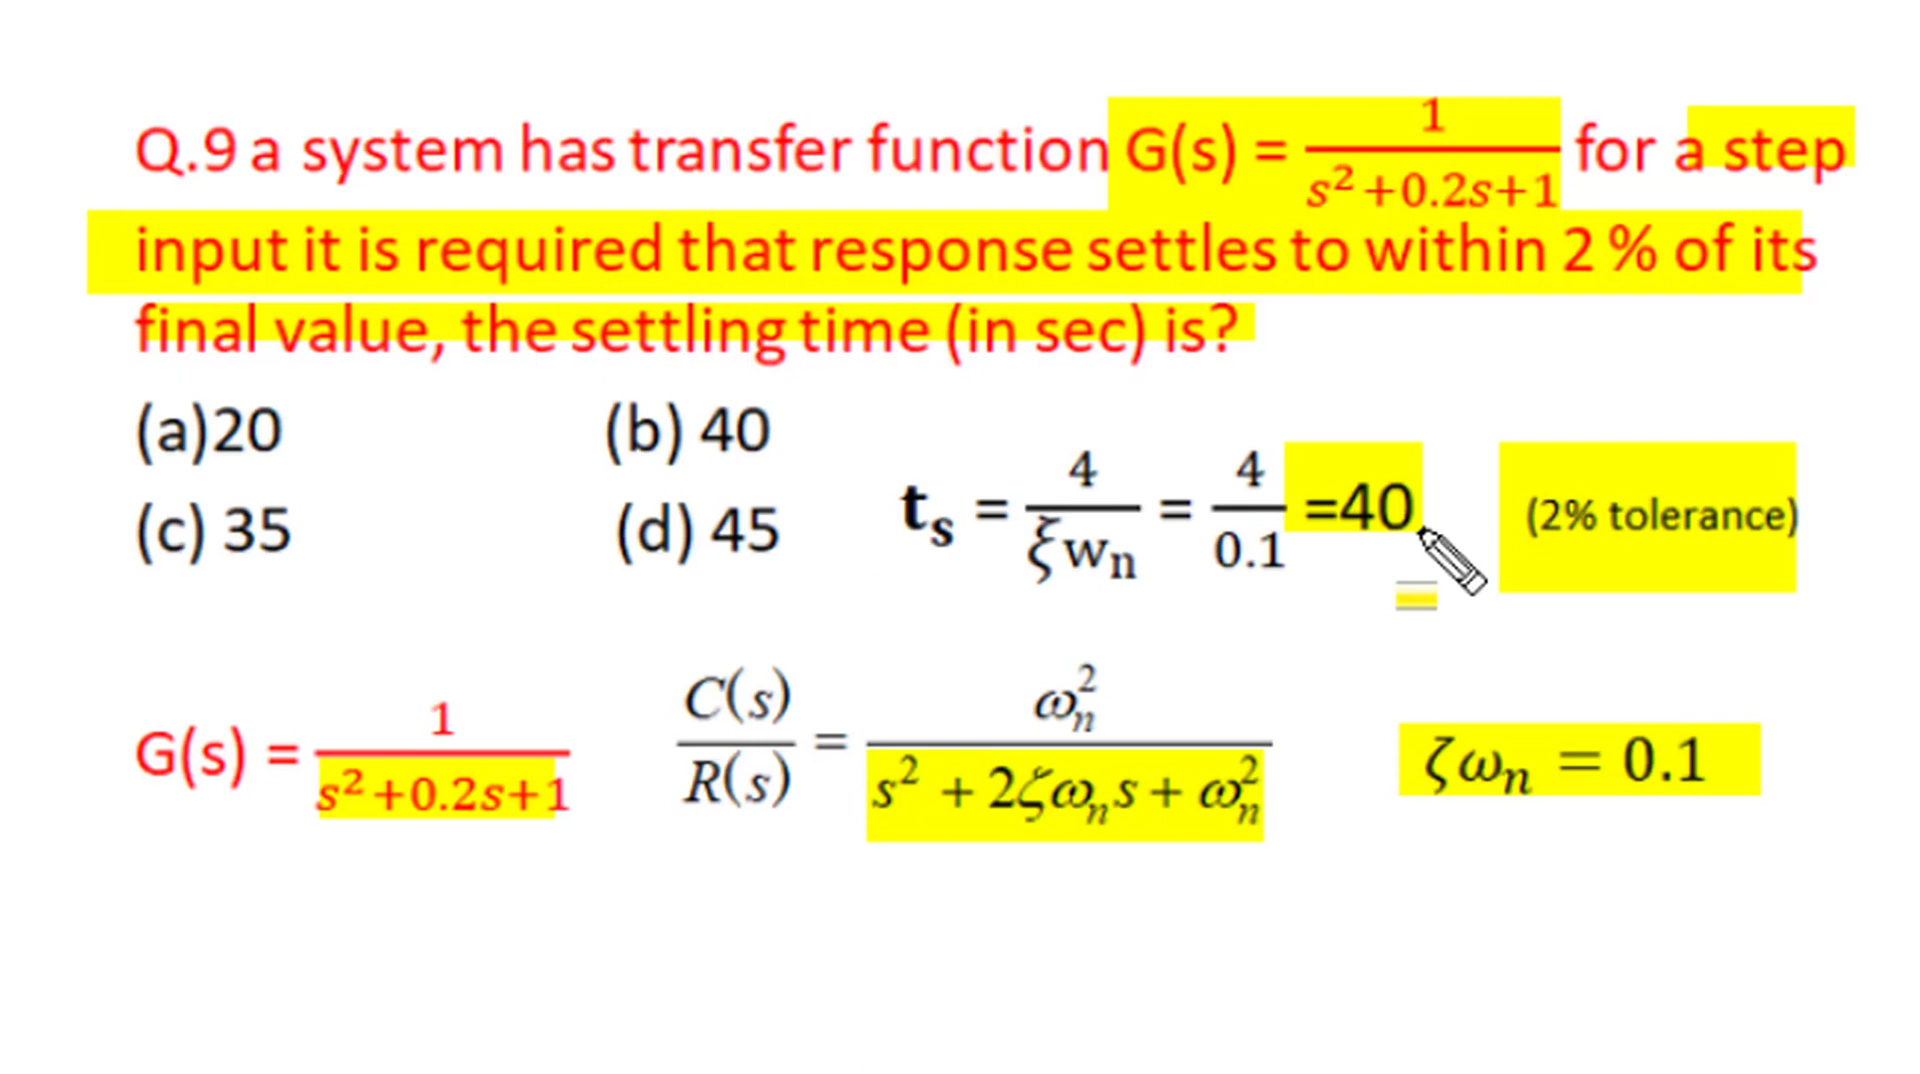 Q.9 a system has transfer function G(s) = 1/(s²+0.2s+1) for a step
input it is required that response settles to within 2 % of its
final value, the settling time (in sec) is?
(a)20 (b) 40
(c) 35 (d) 45
tₛ = 4/(ξwₙ) = 4/0.1 =40 (2% tolerance)
=
G(s) = 1/(s²+0.2s+1) C(s)/R(s) = ωₙ²/(s² + 2ζωₙs + ωₙ²) ζωₙ = 0.1